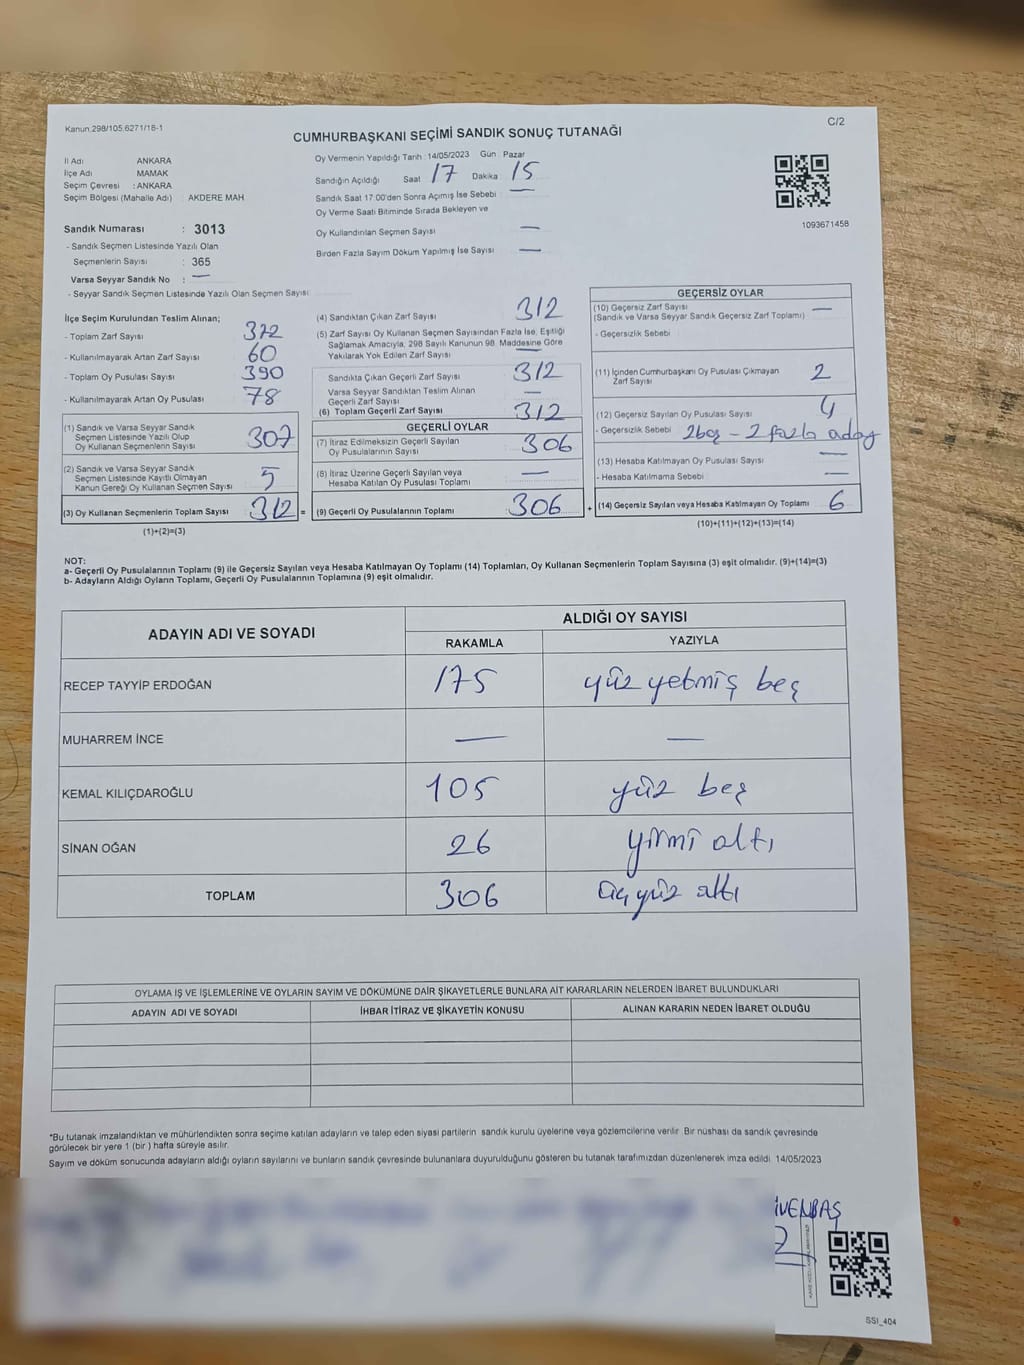 Kanun.298/105.6271/18-1
C/2
CUMHURBAŞKANI SEÇİMİ SANDIK SONUÇ TUTANAĞI
İl Adı ANKARA
İlçe Adı MAMAK
Seçim Çevresi : ANKARA
Seçim Bölgesi (Mahalle Adı) AKDERE MAH
Oy Vermenin Yapıldığı Tarih :14/05/2023 Gün : Pazar
Sandığın Açıldığı Saat 17 Dakika 15
Sandık Saat 17:00'den Sonra Açımış İse Sebebi —
Oy Verme Saati Bitiminde Sırada Bekleyen ve
Oy Kullandırılan Seçmen Sayısı —
Birden Fazla Sayım Döküm Yapılmış İse Sayısı —
1093671458
Sandık Numarası : 3013
- Sandık Seçmen Listesinde Yazılı Olan
Seçmenlerin Sayısı : 365
Varsa Seyyar Sandık No : —
- Seyyar Sandık Seçmen Listesinde Yazılı Olan Seçmen Sayısı
İlçe Seçim Kurulundan Teslim Alınan;
- Toplam Zarf Sayısı 372
- Kullanılmayarak Artan Zarf Sayısı 60
- Toplam Oy Pusulası Sayısı 390
- Kullanılmayarak Artan Oy Pusulası 78
(1) Sandık ve Varsa Seyyar Sandık
Seçmen Listesinde Yazılı Olup
Oy Kullanan Seçmenlerin Sayısı 307
(2) Sandık ve Varsa Seyyar Sandık
Seçmen Listesinde Kayıtlı Olmayan
Kanun Gereği Oy Kullanan Seçmen Sayısı 5
(3) Oy Kullanan Seçmenlerin Toplam Sayısı 312 =
(1)+(2)=(3)
(4) Sandıktan Çıkan Zarf Sayısı 312
(5) Zarf Sayısı Oy Kullanan Seçmen Sayısından Fazla İse, Eşitliği
Sağlamak Amacıyla, 298 Sayılı Kanunun 98. Maddesine Göre
Yakılarak Yok Edilen Zarf Sayısı —
Sandıkta Çıkan Geçerli Zarf Sayısı 312
Varsa Seyyar Sandıktan Teslim Alınan
Geçerli Zarf Sayısı —
(6) Toplam Geçerli Zarf Sayısı 312
GEÇERLİ OYLAR
(7) İtiraz Edilmeksizin Geçerli Sayılan
Oy Pusulalarının Sayısı 306
(8) İtiraz Üzerine Geçerli Sayılan veya
Hesaba Katılan Oy Pusulası Toplamı —
(9) Geçerli Oy Pusulalarının Toplamı 306 +
GEÇERSİZ OYLAR
(10) Geçersiz Zarf Sayısı —
(Sandık ve Varsa Seyyar Sandık Geçersiz Zarf Toplamı)
- Geçersizlik Sebebi
(11) İçinden Cumhurbaşkanı Oy Pusulası Çıkmayan
Zarf Sayısı 2
(12) Geçersiz Sayılan Oy Pusulası Sayısı 4
- Geçersizlik Sebebi 2 boş - 2 fazla aday
(13) Hesaba Katılmayan Oy Pusulası Sayısı —
- Hesaba Katılmama Sebebi —
(14) Geçersiz Sayılan veya Hesaba Katılmayan Oy Toplamı 6
(10)+(11)+(12)+(13)=(14)
NOT:
a- Geçerli Oy Pusulalarının Toplamı (9) ile Geçersiz Sayılan veya Hesaba Katılmayan Oy Toplamı (14) Toplamları, Oy Kullanan Seçmenlerin Toplam Sayısına (3) eşit olmalıdır. (9)+(14)=(3)
b- Adayların Aldığı Oyların Toplamı, Geçerli Oy Pusulalarının Toplamına (9) eşit olmalıdır.
ADAYIN ADI VE SOYADI ALDIĞI OY SAYISI
RAKAMLA YAZIYLA
RECEP TAYYİP ERDOĞAN 175 yüz yetmiş beş
MUHARREM İNCE — —
KEMAL KILIÇDAROĞLU 105 yüz beş
SİNAN OĞAN 26 yirmi altı
TOPLAM 306 üç yüz altı
OYLAMA İŞ VE İŞLEMLERİNE VE OYLARIN SAYIM VE DÖKÜMÜNE DAİR ŞİKAYETLERLE BUNLARA AİT KARARLARIN NELERDEN İBARET BULUNDUKLARI
ADAYIN ADI VE SOYADI İHBAR İTİRAZ VE ŞİKAYETİN KONUSU ALINAN KARARIN NEDEN İBARET OLDUĞU
*Bu tutanak imzalandıktan ve mühürlendikten sonra seçime katılan adayların ve talep eden siyasi partilerin sandık kurulu üyelerine veya gözlemcilerine verilir. Bir nüshası da sandık çevresinde
görülecek bir yere 1 (bir ) hafta süreyle asılır.
Sayım ve döküm sonucunda adayların aldığı oyların sayılarını ve bunların sandık çevresinde bulunanlara duyurulduğunu gösteren bu tutanak tarafımızdan düzenlenerek imza edildi. 14/05/2023
SSI_404